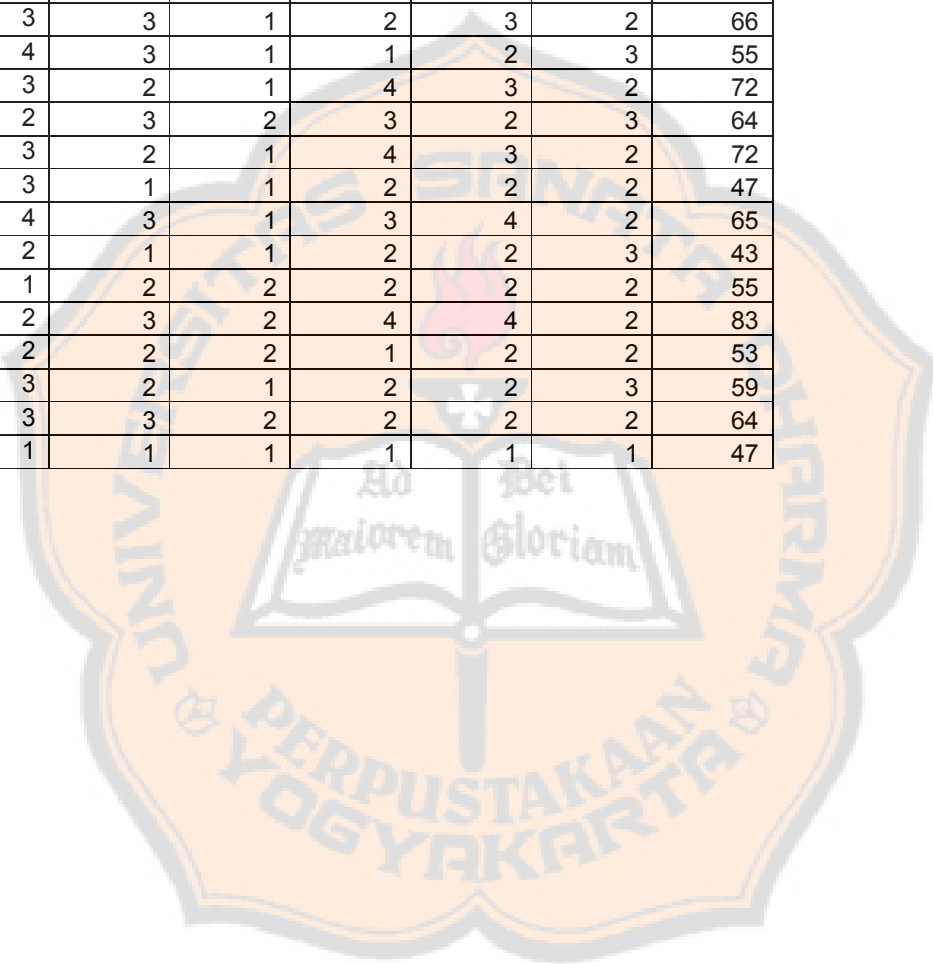 3 3 1 2 3 2 66
4 3 1 1 2 3 55
3 2 1 4 3 2 72
2 3 2 3 2 3 64
3 2 1 4 3 2 72
3 1 1 2 2 2 47
4 3 1 3 4 2 65
2 1 1 2 2 3 43
1 2 2 2 2 2 55
2 3 2 4 4 2 83
2 2 2 1 2 2 53
3 2 1 2 2 3 59
3 3 2 2 2 2 64
1 1 1 1 1 1 47
UNIVERSITAS SANATA DHARMA
Ad Dei
Maiorem Gloriam
PERPUSTAKAAN
YOGYAKARTA